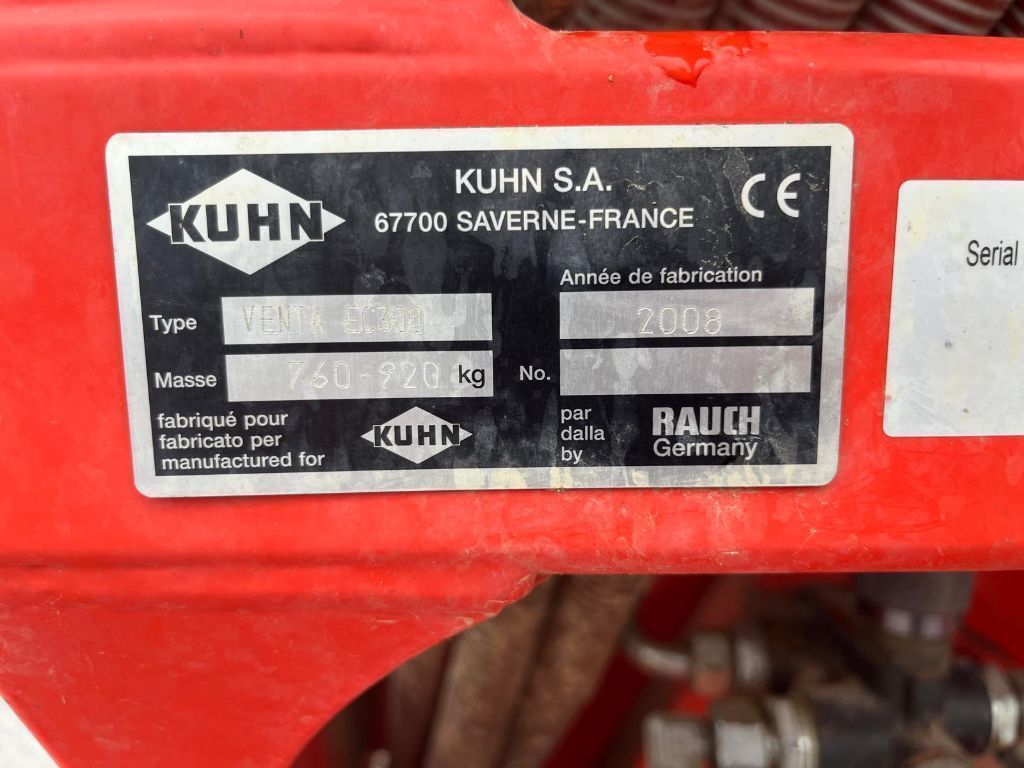 KUHN
KUHN S.A.
67700 SAVERNE-FRANCE
CE
Année de fabrication
Type VENTA EC300 2008
Masse 760-920 kg No.
fabriqué pour
fabricato per
manufactured for
KUHN
par
dalla
by
RAUCH
Germany
Serial